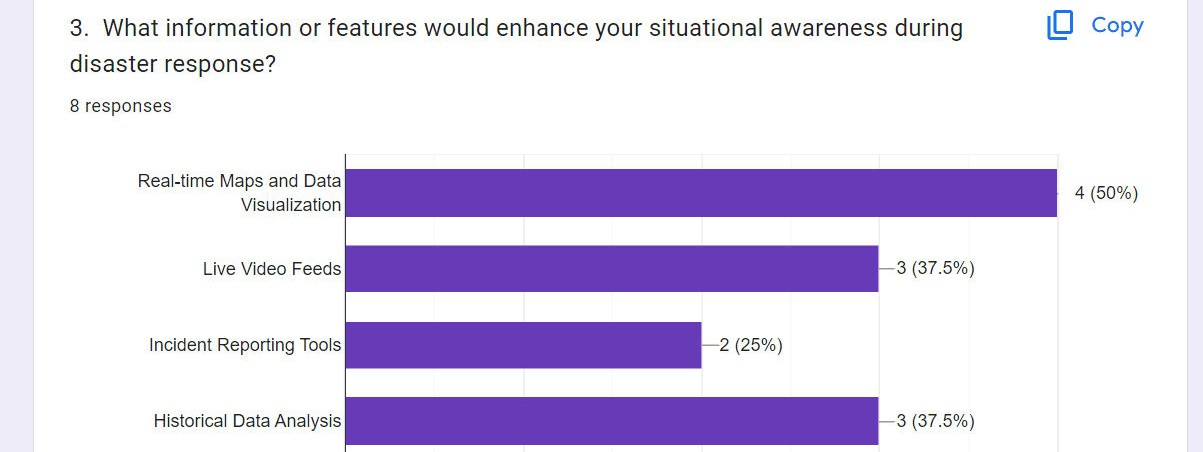 3. What information or features would enhance your situational awareness during
disaster response?
Copy
8 responses
Real-time Maps and Data
Visualization
4 (50%)
Live Video Feeds
3 (37.5%)
Incident Reporting Tools
2 (25%)
Historical Data Analysis
3 (37.5%)